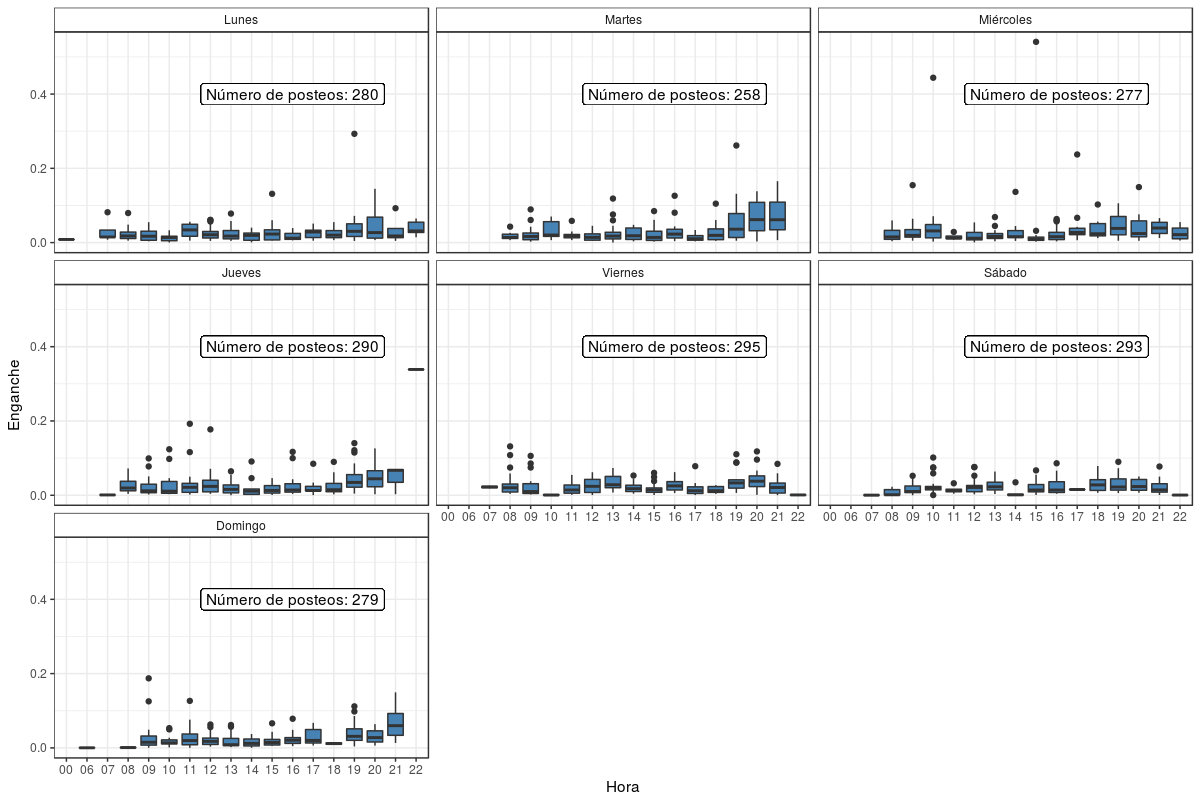 Lunes
Martes
Miércoles
0.4
0.2
0.0
Número de posteos: 280
Número de posteos: 258
Número de posteos: 277
Jueves
Viernes
Sábado
Enganche
0.4
0.2
0.0
Número de posteos: 290
Número de posteos: 295
Número de posteos: 293
00 06 07 08 09 10 11 12 13 14 15 16 17 18 19 20 21 22
00 06 07 08 09 10 11 12 13 14 15 16 17 18 19 20 21 22
Domingo
0.4
0.2
0.0
Número de posteos: 279
00 06 07 08 09 10 11 12 13 14 15 16 17 18 19 20 21 22
Hora